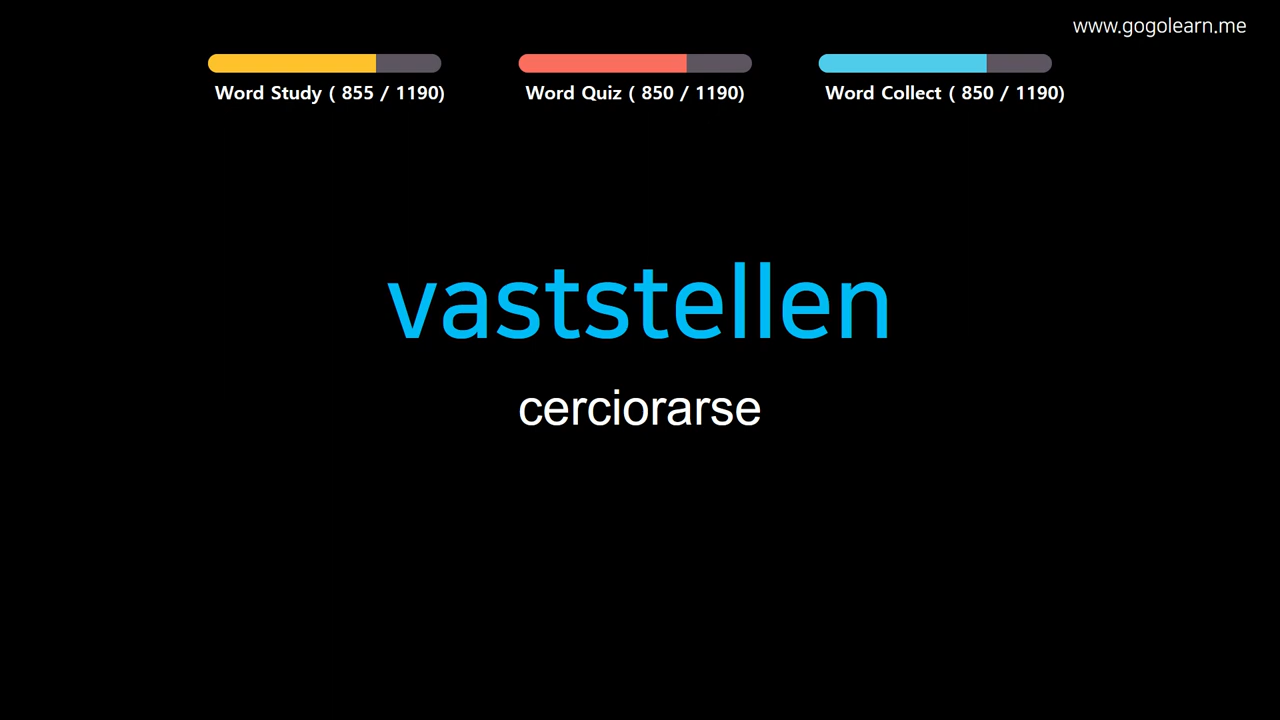 www.gogolearn.me
Word Study ( 855 / 1190)
Word Quiz ( 850 / 1190)
Word Collect ( 850 / 1190)
vaststellen
cerciorarse